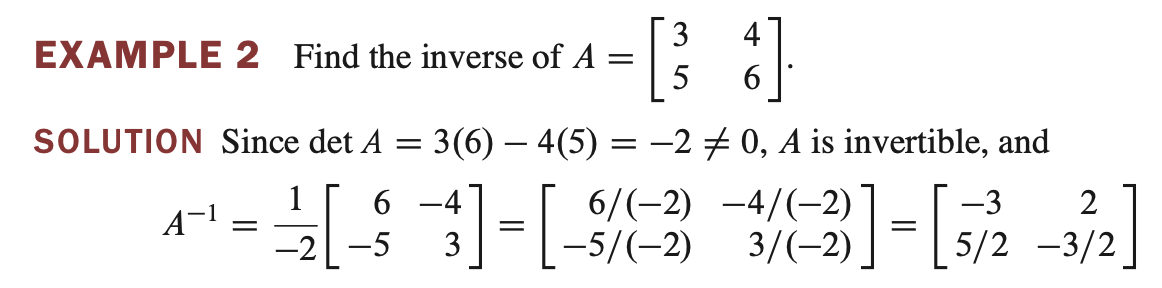 EXAMPLE 2 Find the inverse of A = [3 4; 5 6].
SOLUTION Since det A = 3(6) − 4(5) = −2 ≠ 0, A is invertible, and
A⁻¹ = 1/−2 [6 −4; −5 3] = [6/(−2) −4/(−2); −5/(−2) 3/(−2)] = [−3 2; 5/2 −3/2]